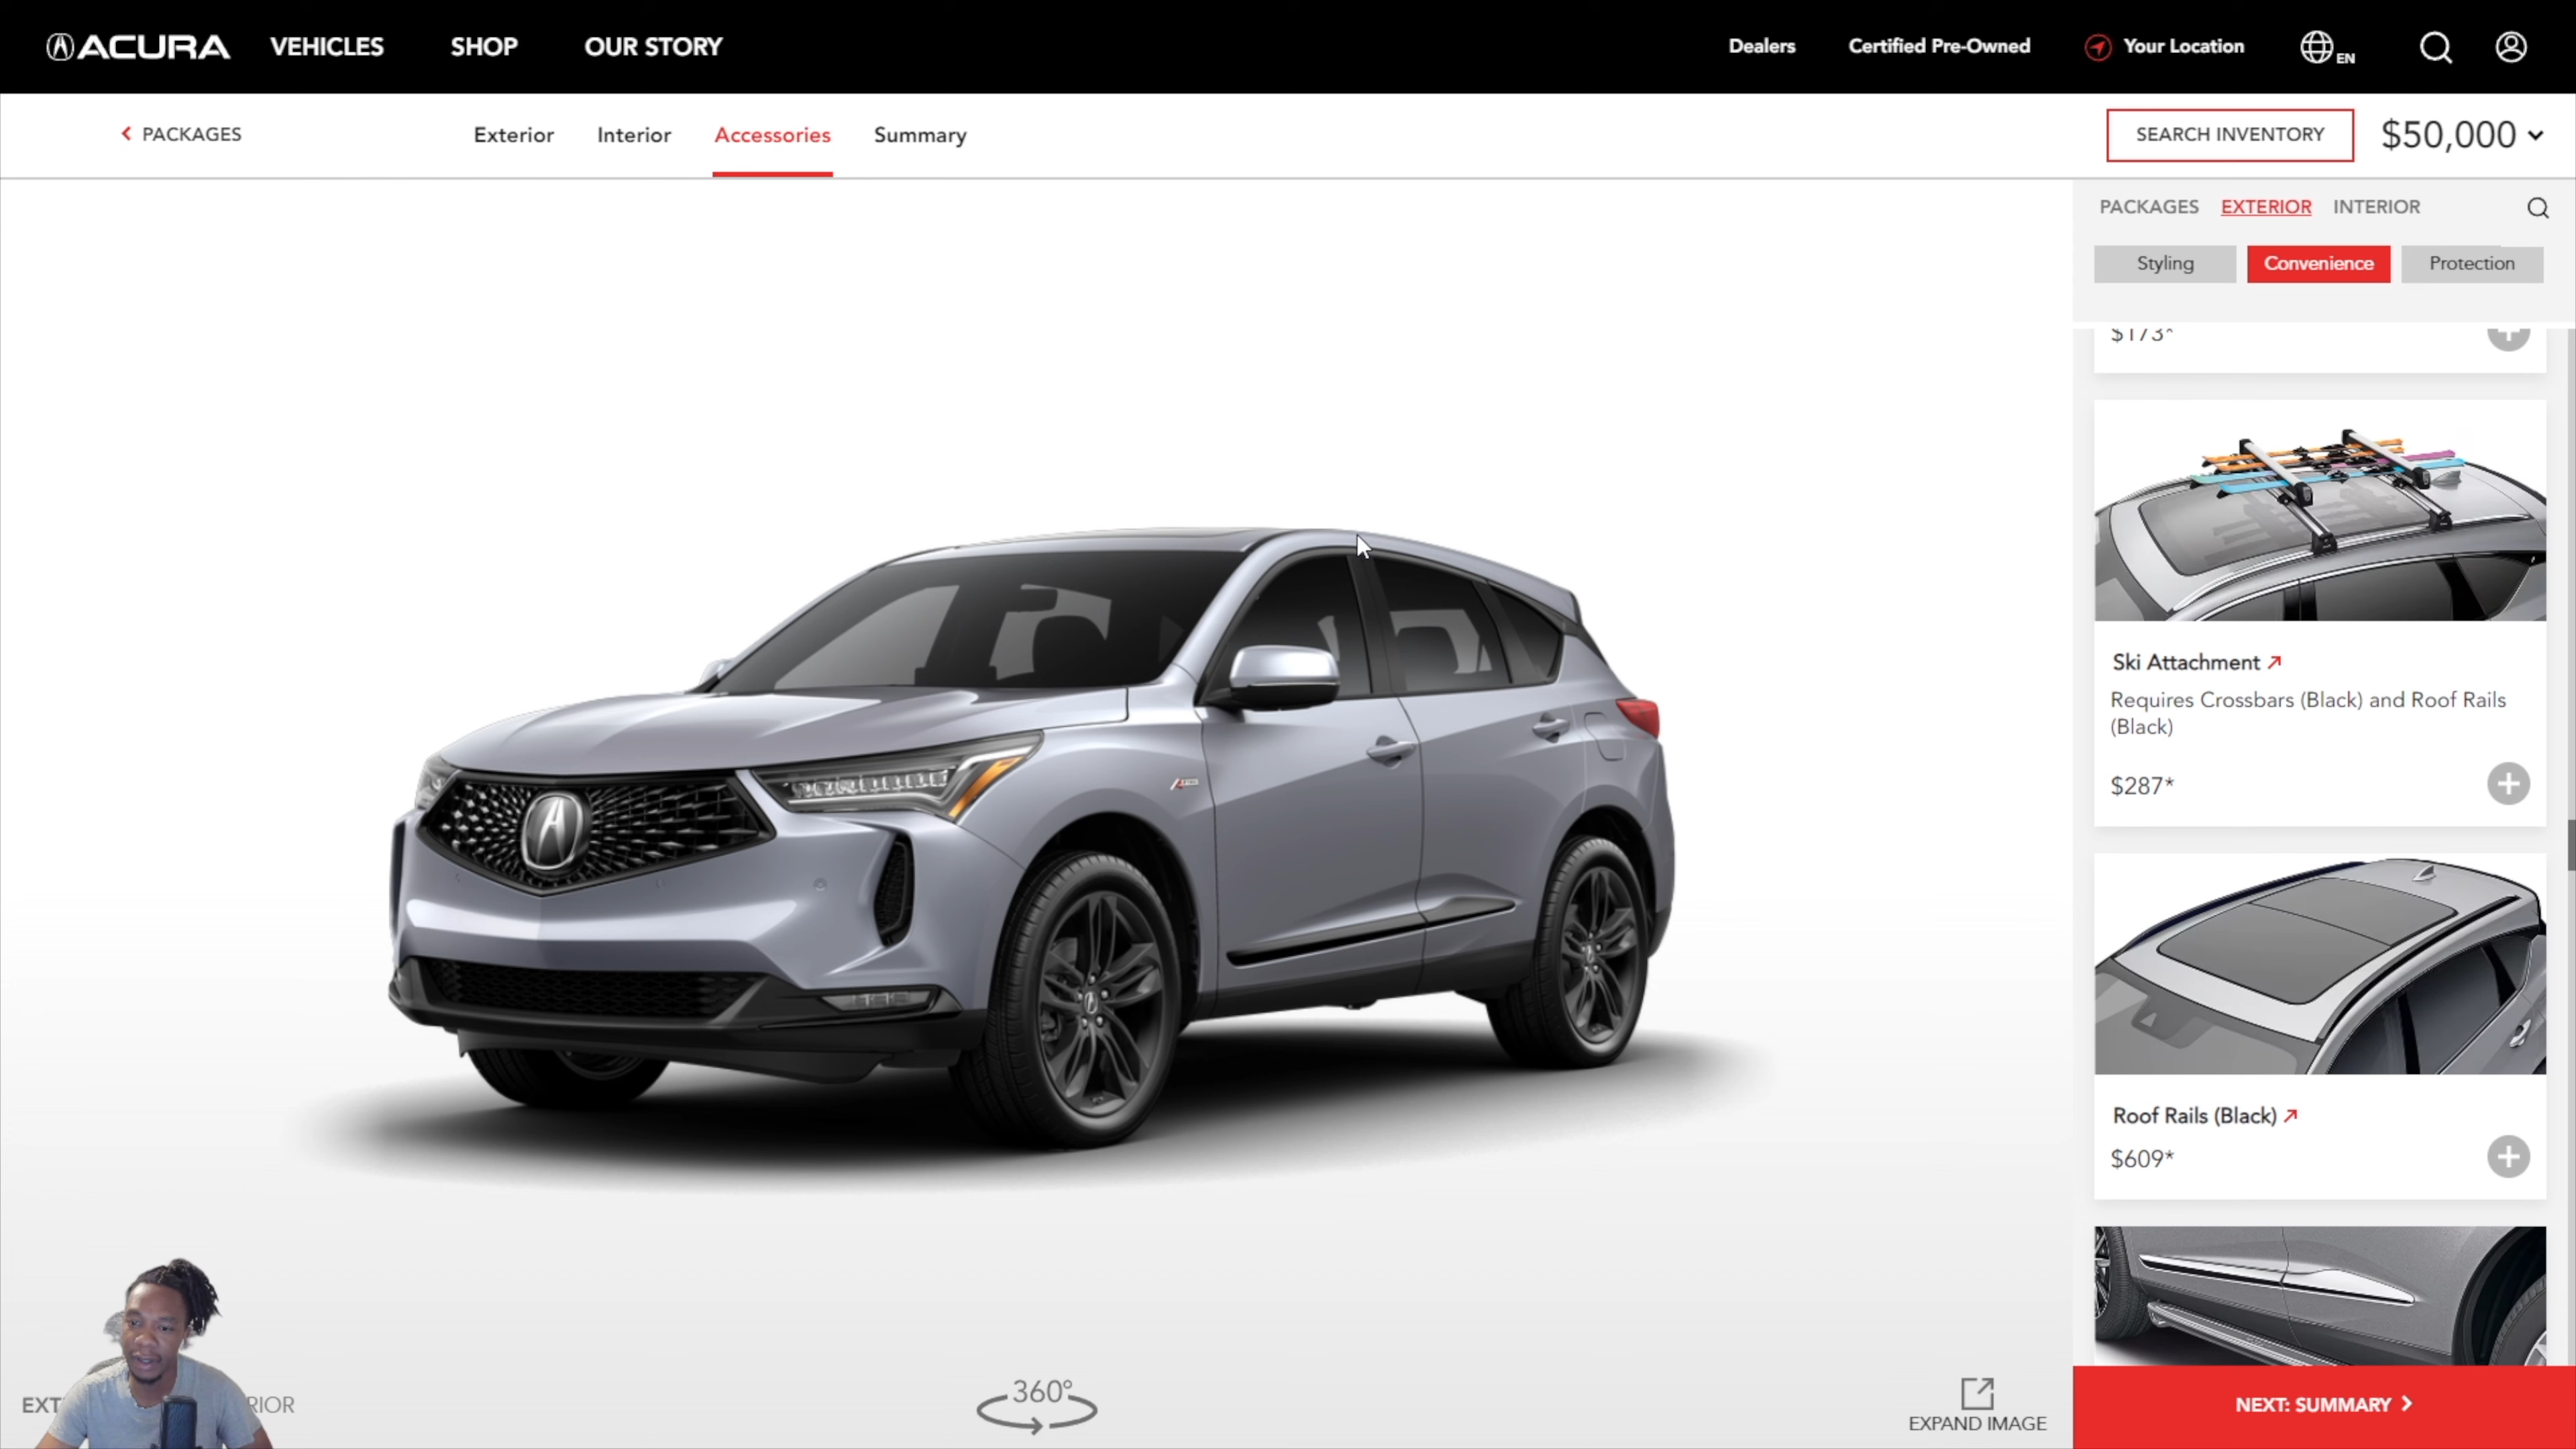 ACURA VEHICLES SHOP OUR STORY Dealers Certified Pre-Owned Your Location EN
PACKAGES Exterior Interior Accessories Summary SEARCH INVENTORY $50,000
PACKAGES EXTERIOR INTERIOR
Styling Convenience Protection
$173*
Ski Attachment
Requires Crossbars (Black) and Roof Rails
(Black)
$287*
Roof Rails (Black)
$609*
360°
EXPAND IMAGE
NEXT: SUMMARY